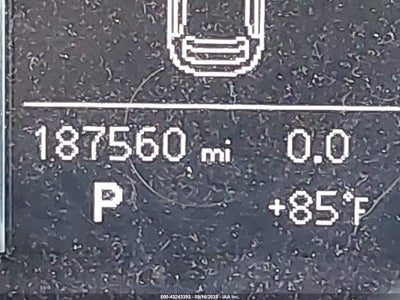 187560 mi 0.0
P +85°F
000-43243393 - 09/16/2025 - IAA Inc.